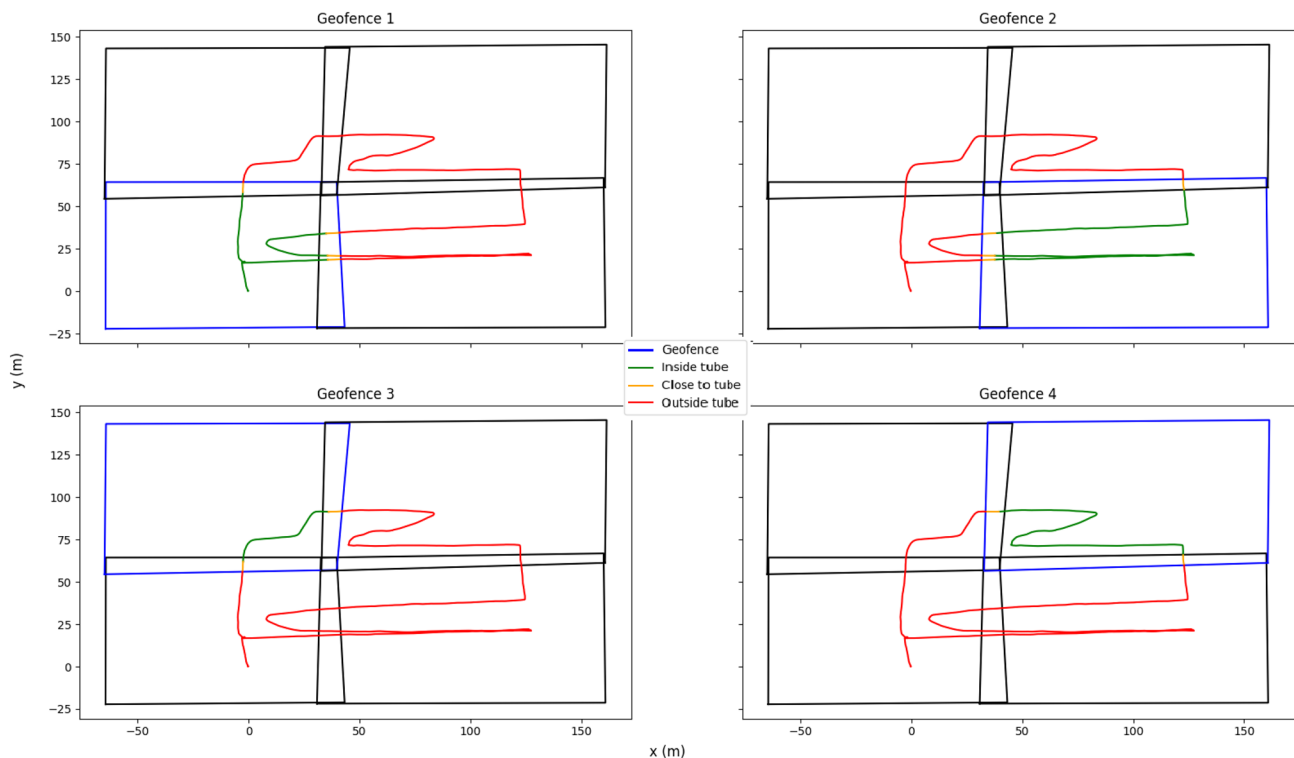 Geofence 1
Geofence 2
150
125
100
75
50
25
0
−25
Geofence
Inside tube
Close to tube
Outside tube
y (m)
Geofence 3
Geofence 4
150
125
100
75
50
25
0
−25
−50 0 50 100 150
−50 0 50 100 150
x (m)